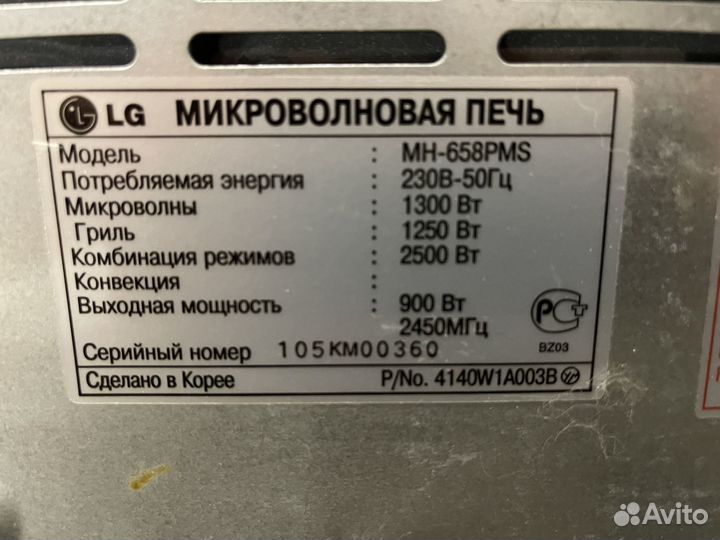 LG МИКРОВОЛНОВАЯ ПЕЧЬ
Модель : MH-658PMS
Потребляемая энергия : 230В-50Гц
Микроволны : 1300 Вт
Гриль : 1250 Вт
Комбинация режимов : 2500 Вт
Конвекция :
Выходная мощность : 900 Вт
2450МГц
BZ03
Серийный номер 105KM00360
Сделано в Корее P/No. 4140W1A003B
Avito